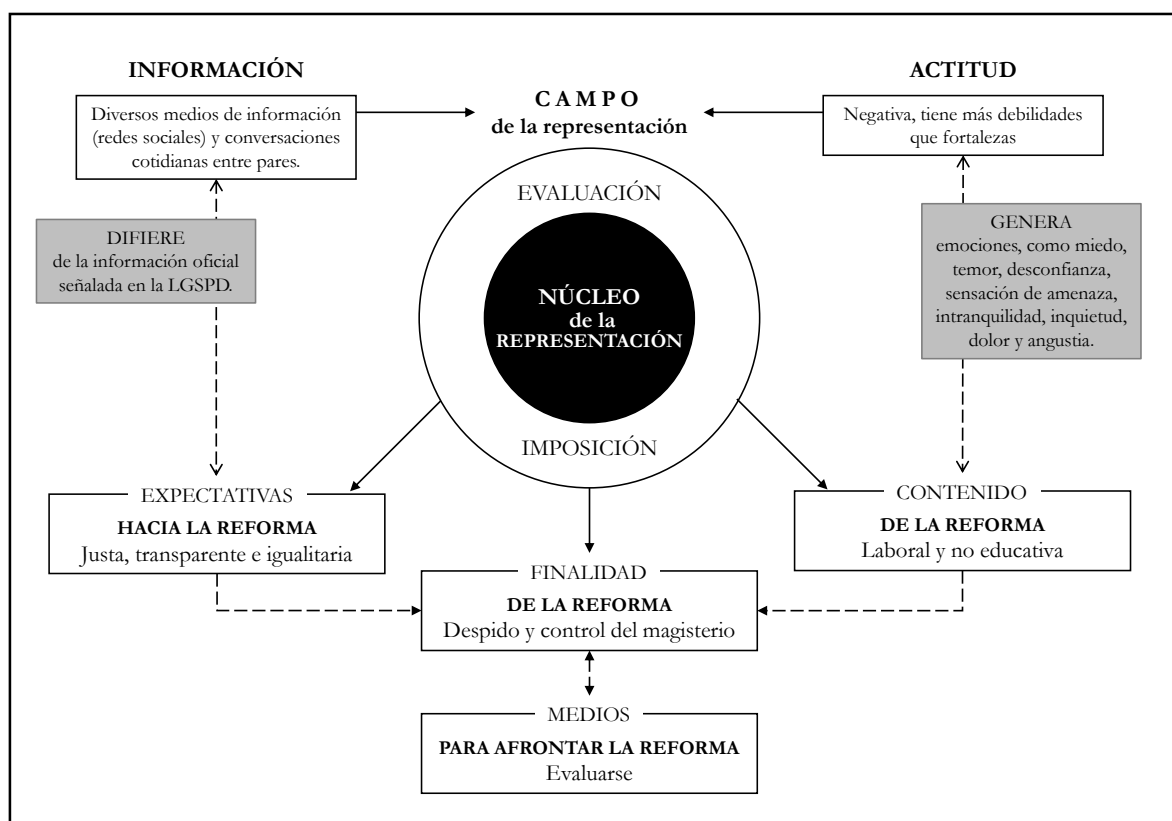 INFORMACIÓN
Diversos medios de información
(redes sociales) y conversaciones
cotidianas entre pares.
DIFIERE
de la información oficial
señalada en la LGSPD.
CAMPO
de la representación
ACTITUD
Negativa, tiene más debilidades
que fortalezas
GENERA
emociones, como miedo,
temor, desconfianza,
sensación de amenaza,
intranquilidad, inquietud,
dolor y angustia.
EVALUACIÓN
NÚCLEO
de la
REPRESENTACIÓN
IMPOSICIÓN
EXPECTATIVAS
HACIA LA REFORMA
Justa, transparente e igualitaria
CONTENIDO
DE LA REFORMA
Laboral y no educativa
FINALIDAD
DE LA REFORMA
Despido y control del magisterio
MEDIOS
PARA AFRONTAR LA REFORMA
Evaluarse